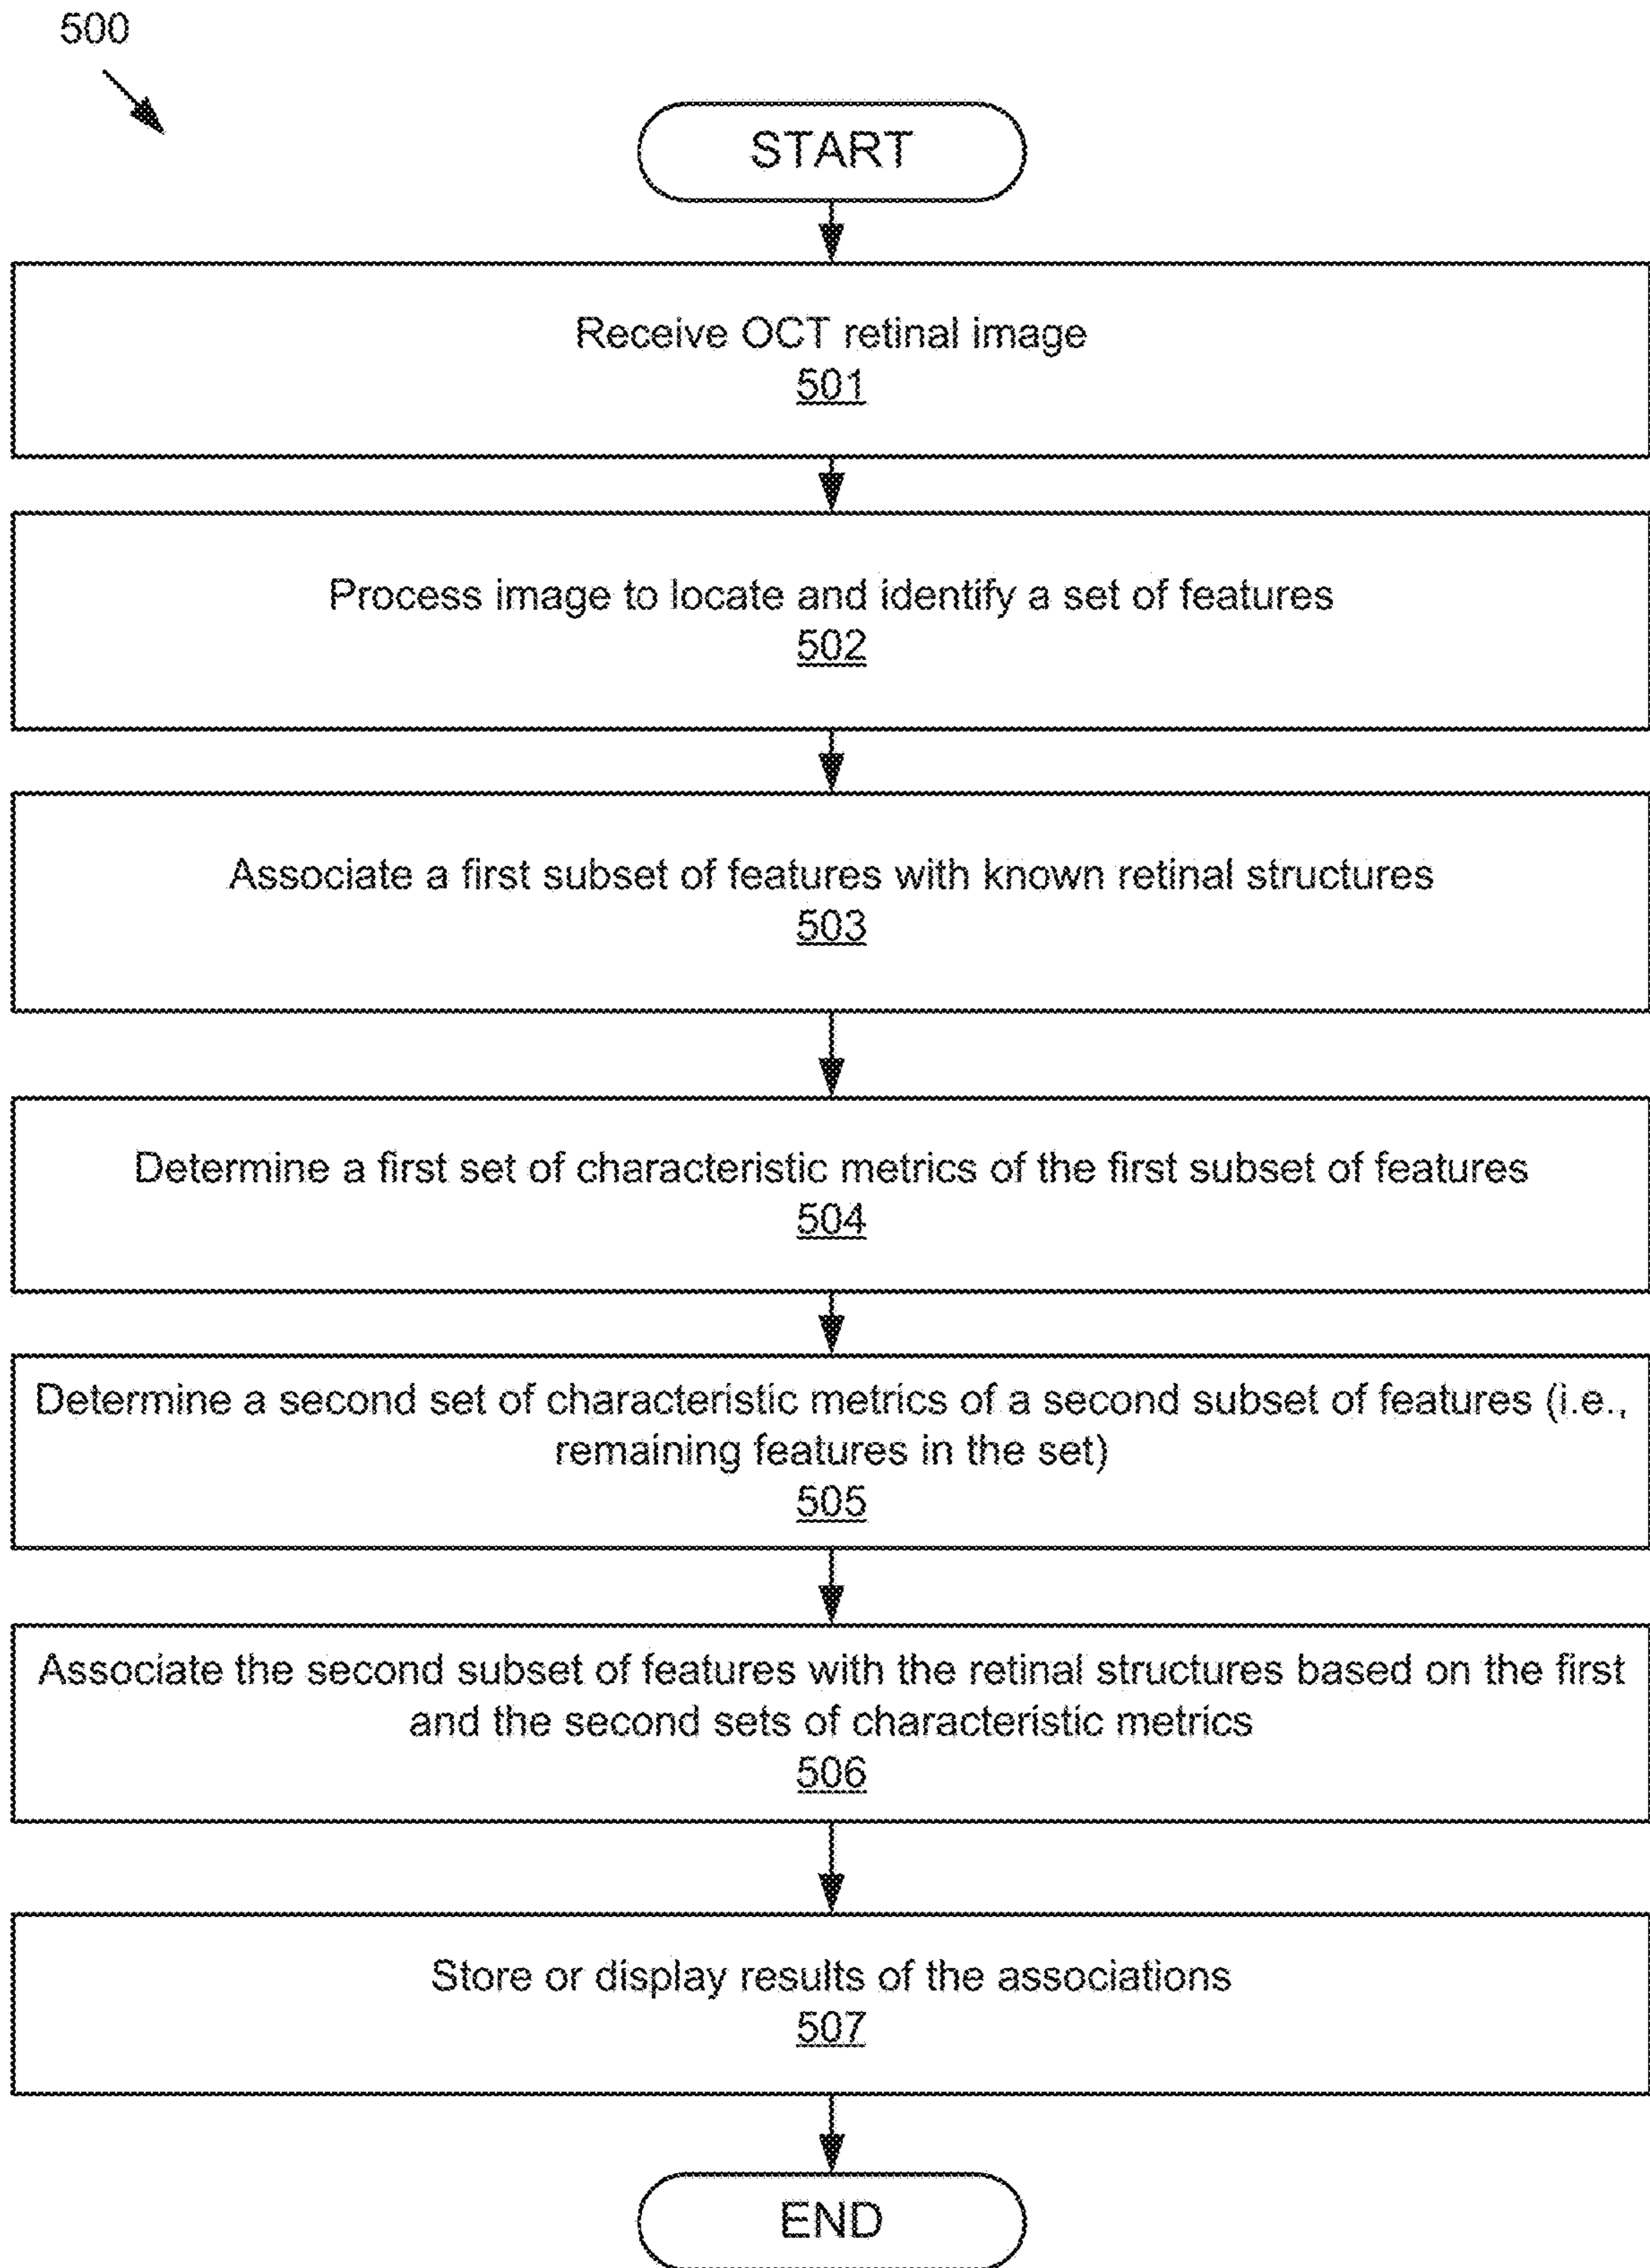 500
START
Receive OCT retinal image
501
Process image to locate and identify a set of features
502
Associate a first subset of features with known retinal structures
503
Determine a first set of characteristic metrics of the first subset of features
504
Determine a second set of characteristic metrics of a second subset of features (i.e.,
remaining features in the set)
505
Associate the second subset of features with the retinal structures based on the first
and the second sets of characteristic metrics
506
Store or display results of the associations
507
END